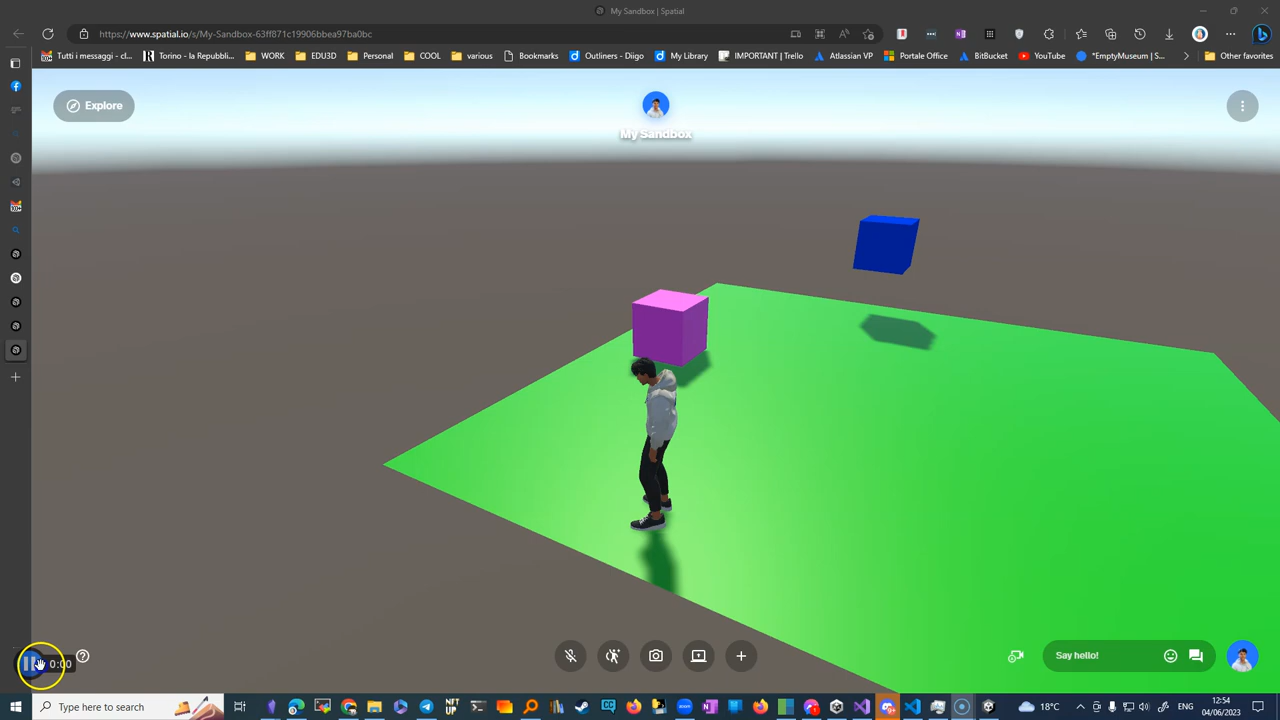 My Sandbox | Spatial
https://www.spatial.io/s/My-Sandbox-63ff871c19906bbea97ba0bc
Tutti i messaggi - cl...
Torino - la Repubbli...
WORK
EDU3D
Personal
COOL
various
Bookmarks
Outliners - Diigo
My Library
IMPORTANT | Trello
Atlassian VP
Portale Office
BitBucket
YouTube
*EmptyMuseum | S...
Other favorites
Explore
My Sandbox
0:00
Say hello!
Type here to search
18°C
ENG
12:54
04/06/2023